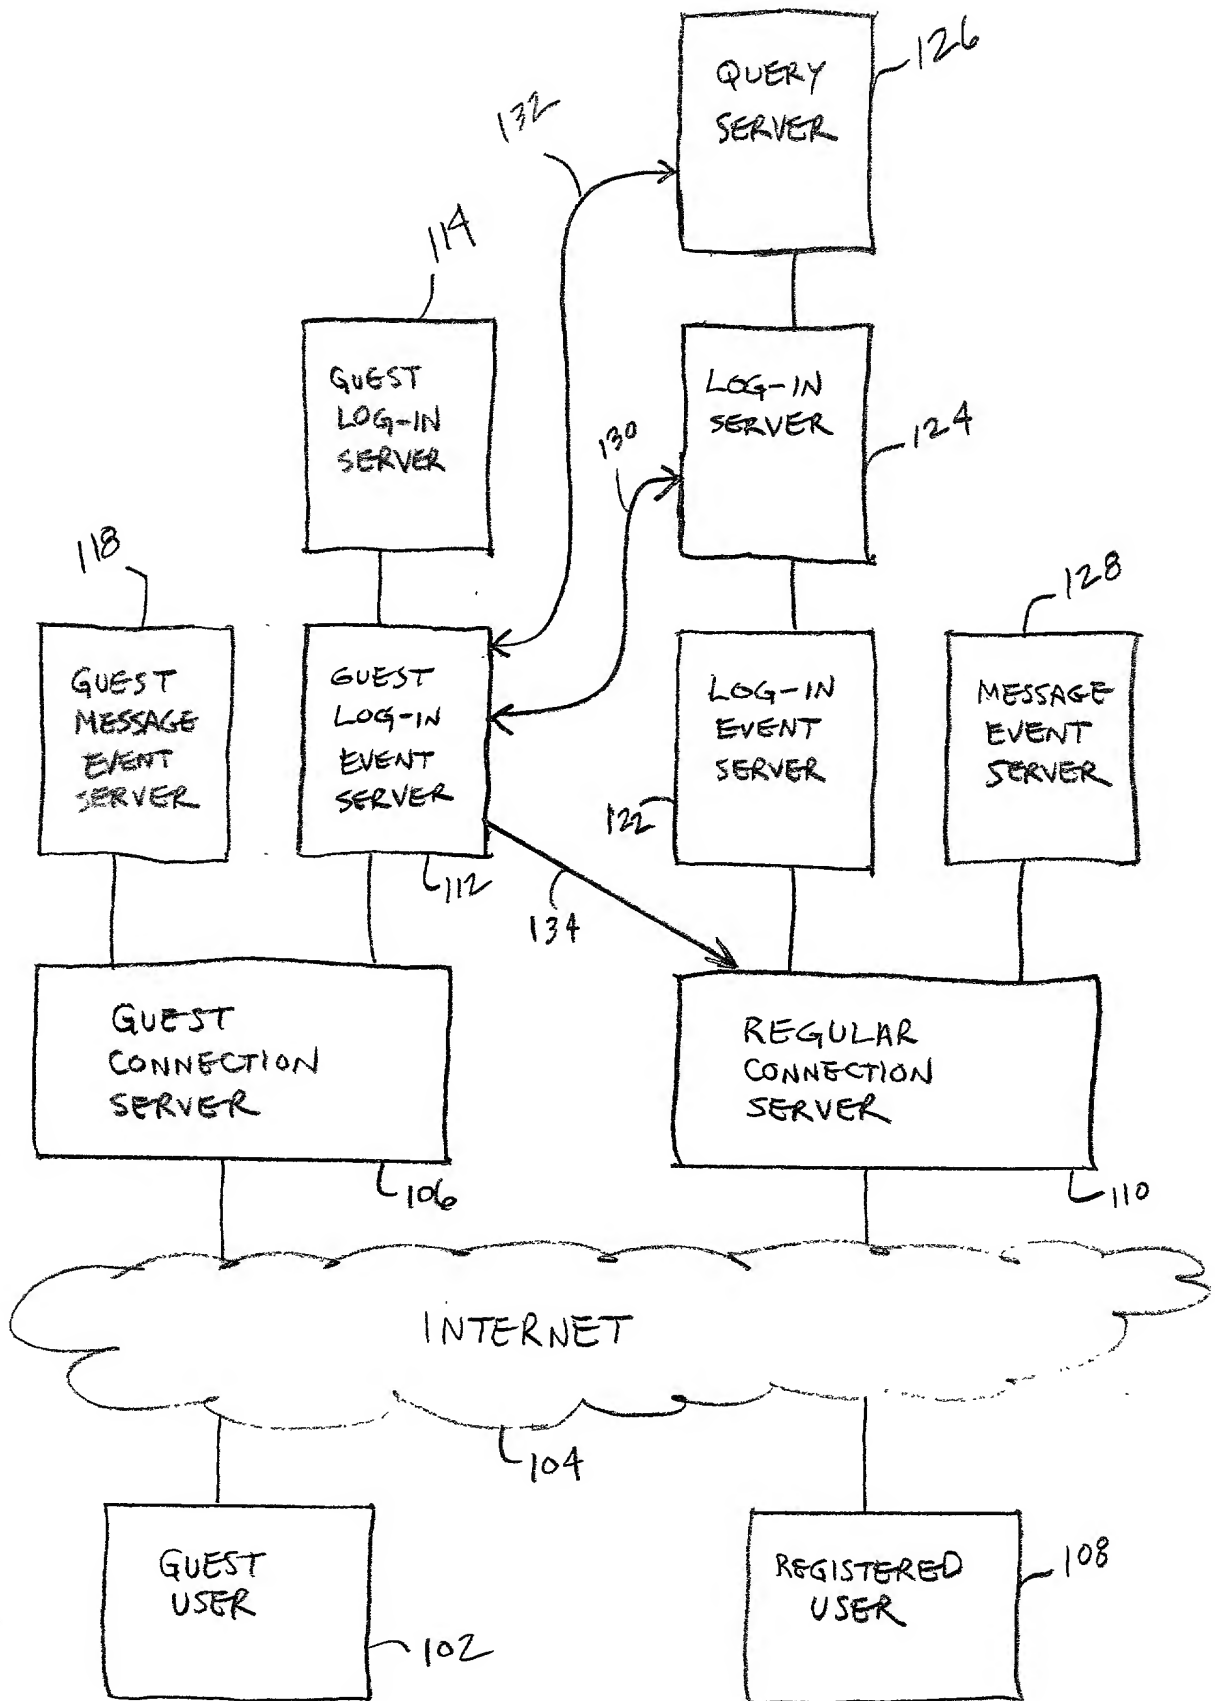 QUERY
SERVER
126
132
114
GUEST
LOG-IN
SERVER
LOG-IN
SERVER
124
130
118
128
GUEST
MESSAGE
EVENT
SERVER
GUEST
LOG-IN
EVENT
SERVER
LOG-IN
EVENT
SERVER
MESSAGE
EVENT
SERVER
122
112
134
GUEST
CONNECTION
SERVER
REGULAR
CONNECTION
SERVER
106
110
INTERNET
104
GUEST
USER
102
REGISTERED
USER
108